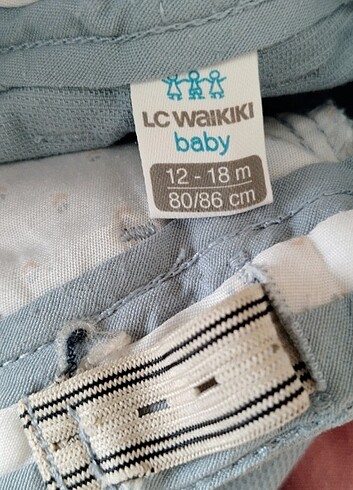 LC WAIKIKI
baby
12 - 18 m
80/86 cm